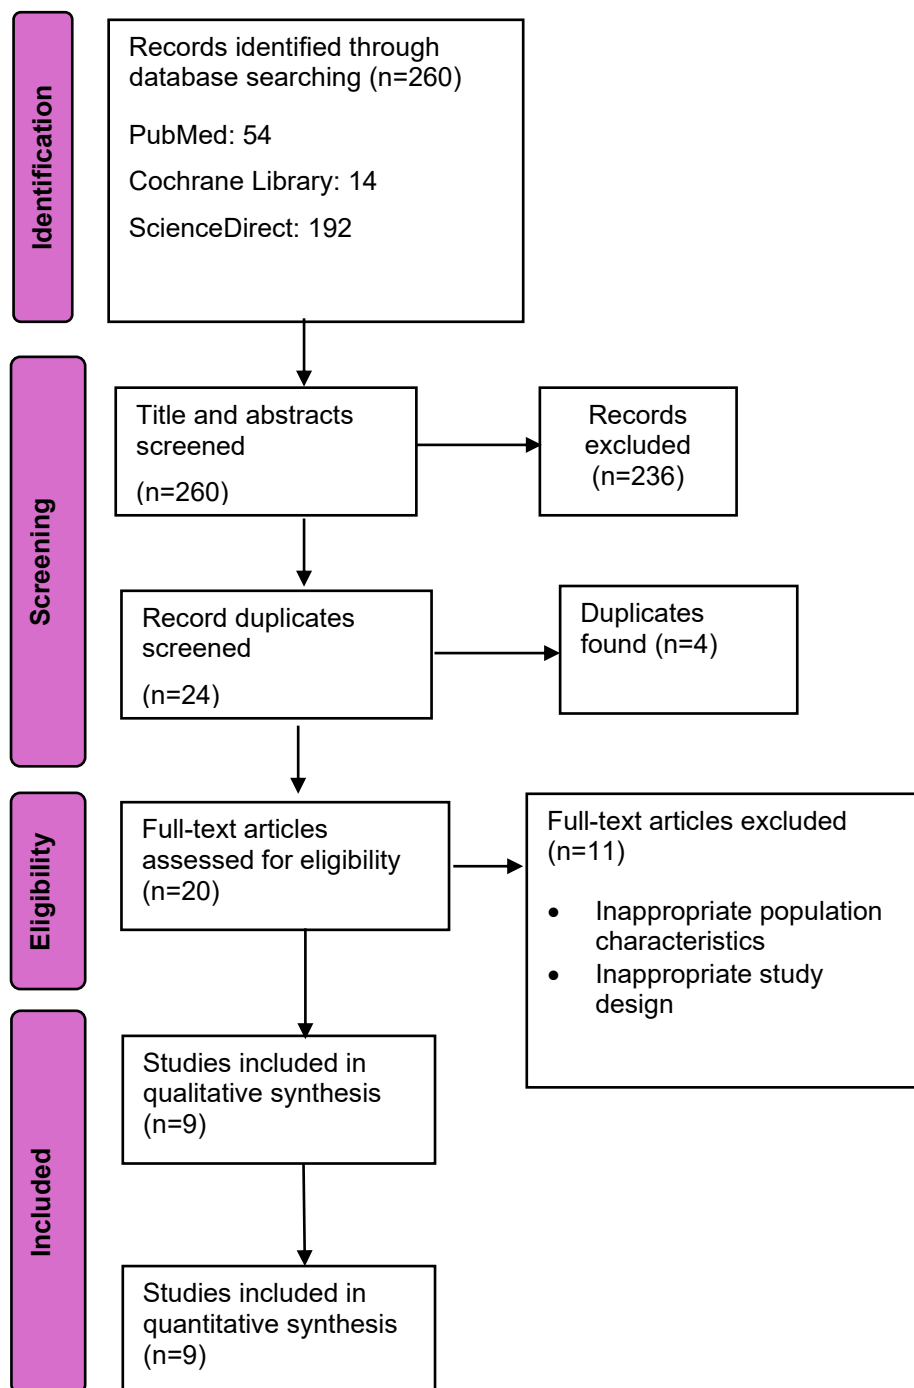 Identification
Records identified through
database searching (n=260)
PubMed: 54
Cochrane Library: 14
ScienceDirect: 192
Screening
Title and abstracts
screened
(n=260)
Records
excluded
(n=236)
Record duplicates
screened
(n=24)
Duplicates
found (n=4)
Eligibility
Full-text articles
assessed for eligibility
(n=20)
Full-text articles excluded
(n=11)
• Inappropriate population
characteristics
• Inappropriate study
design
Included
Studies included in
qualitative synthesis
(n=9)
Studies included in
quantitative synthesis
(n=9)